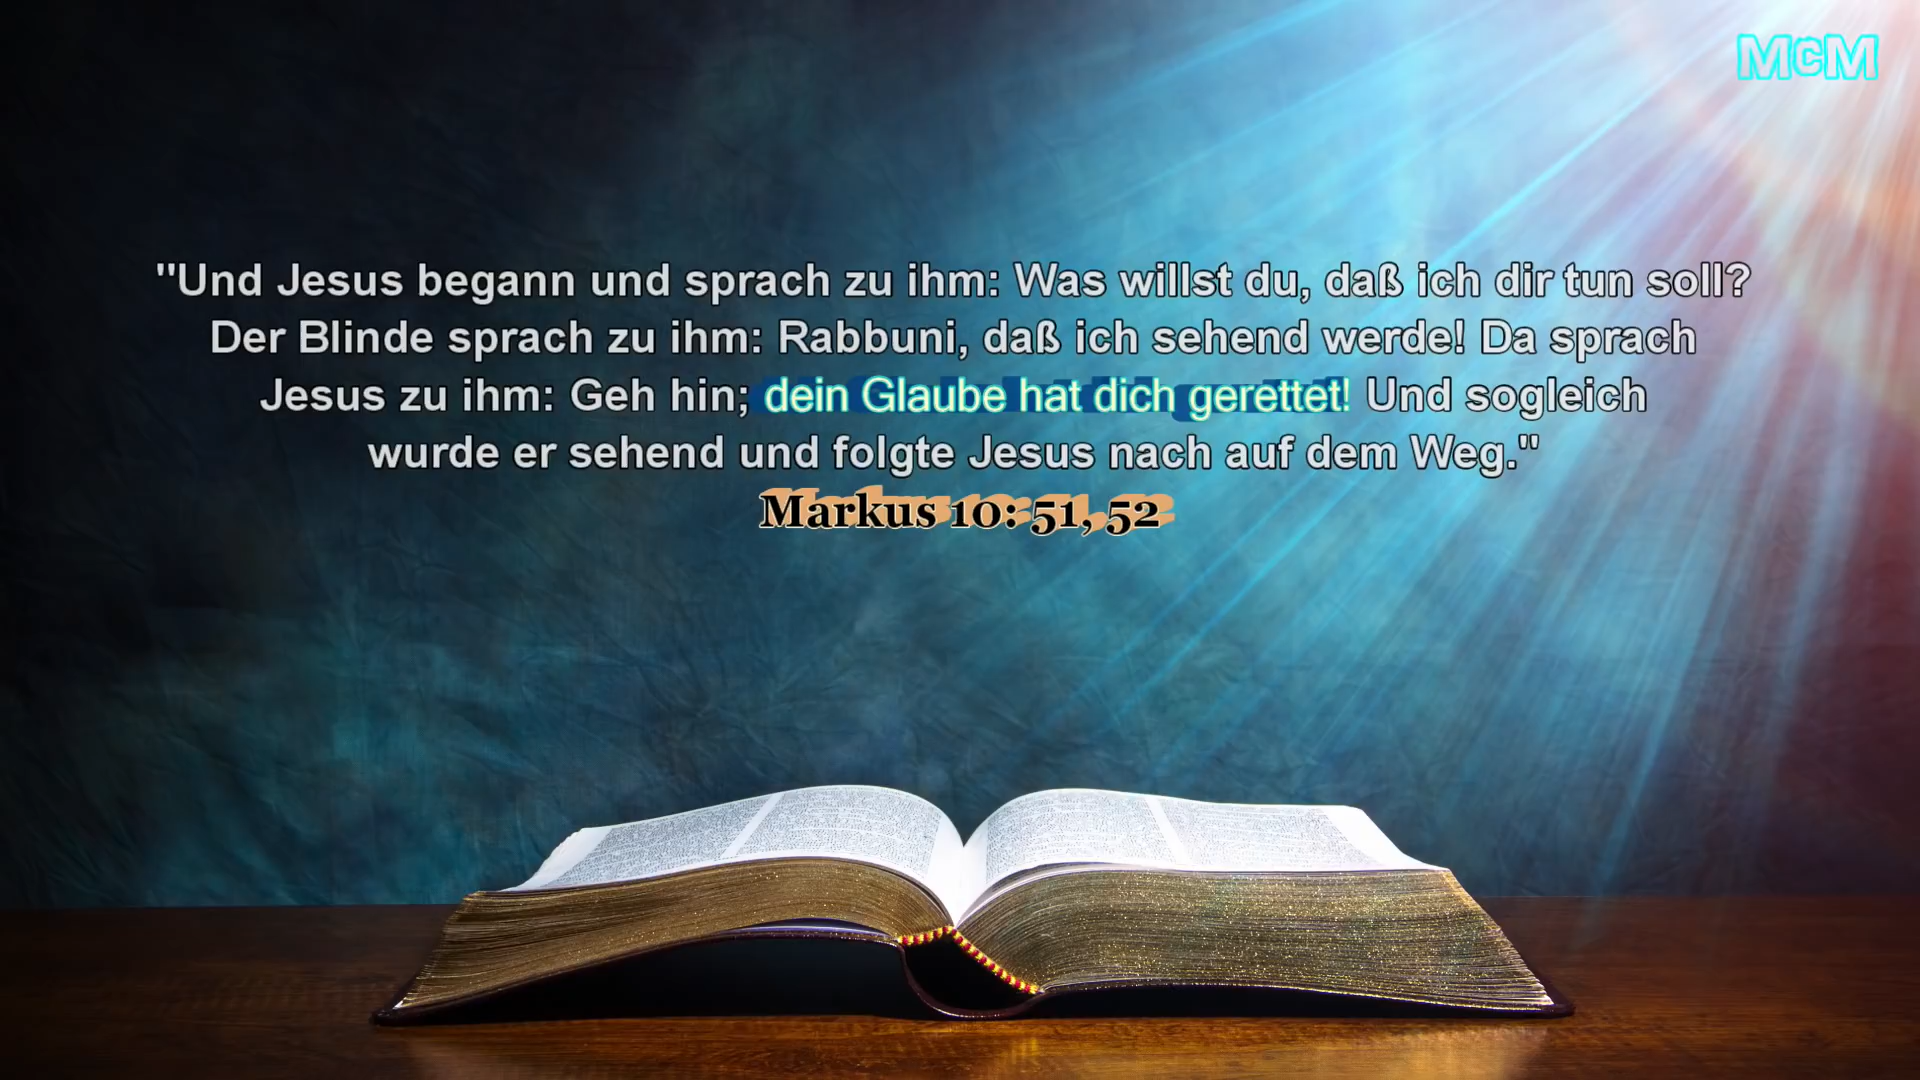 McM
"Und Jesus begann und sprach zu ihm: Was willst du, daß ich dir tun soll?
Der Blinde sprach zu ihm: Rabbuni, daß ich sehend werde! Da sprach
Jesus zu ihm: Geh hin; dein Glaube hat dich gerettet! Und sogleich
wurde er sehend und folgte Jesus nach auf dem Weg."
Markus 10: 51, 52